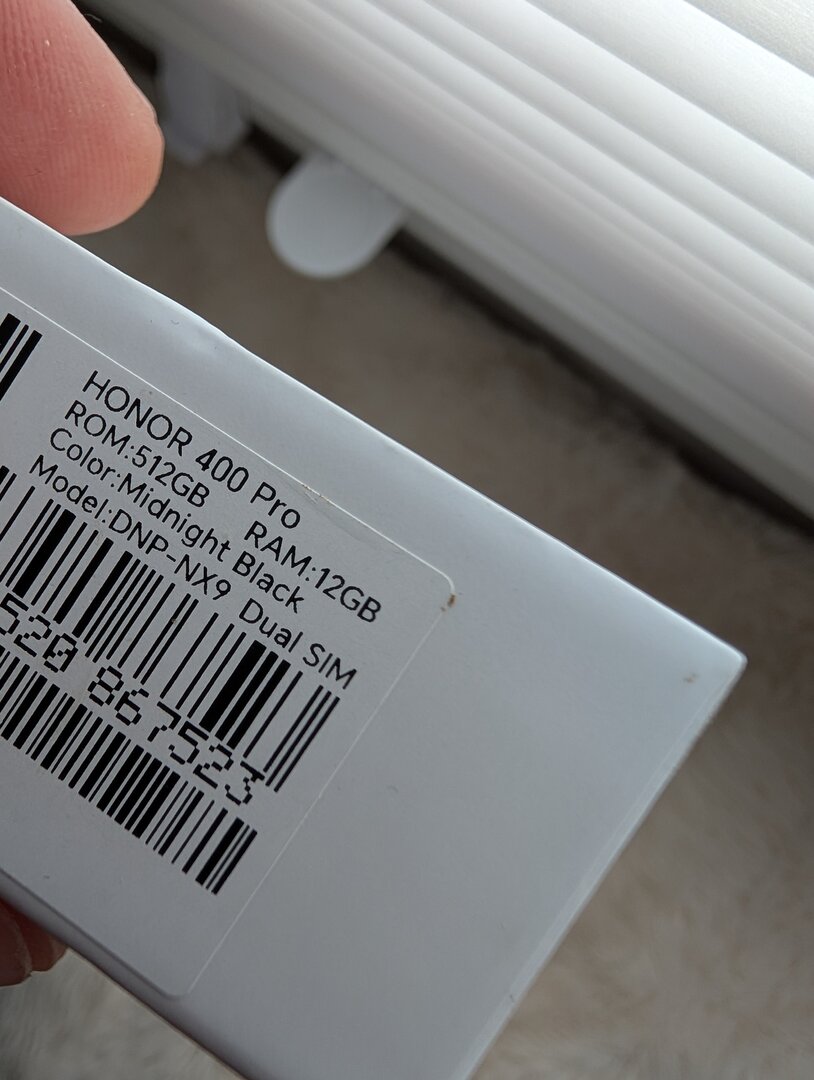 HONOR 400 Pro
ROM:512GB RAM:12GB
Color:Midnight Black
Model:DNP-NX9 Dual SIM
520 867523